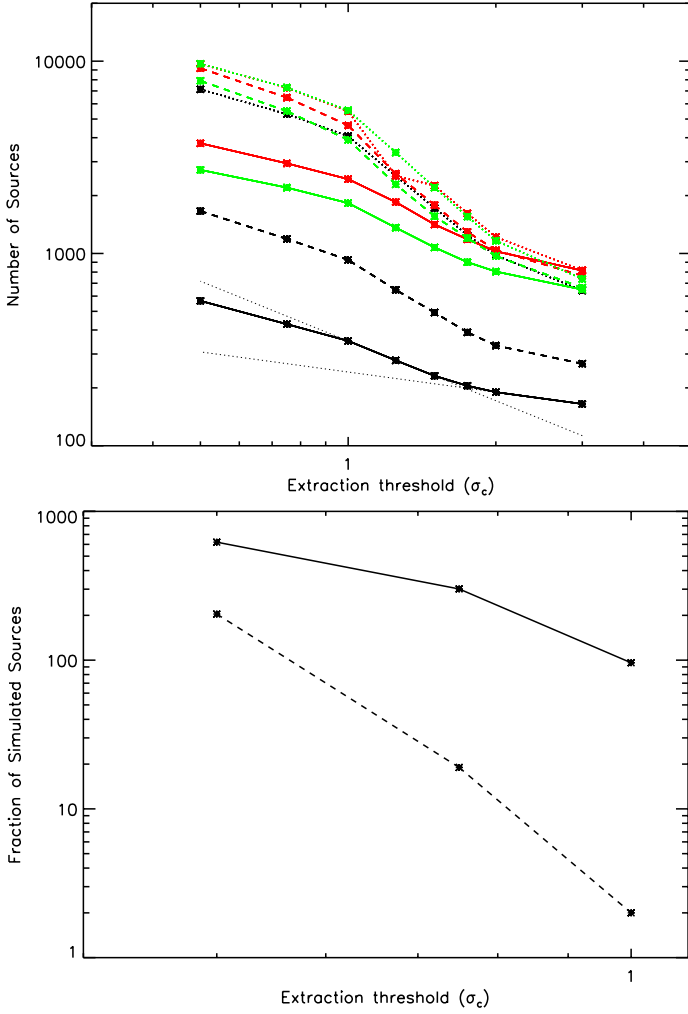 10000
1000
100
Number of Sources
1
Extraction threshold (σc)
1000
100
10
1
Fraction of Simulated Sources
1
Extraction threshold (σc)